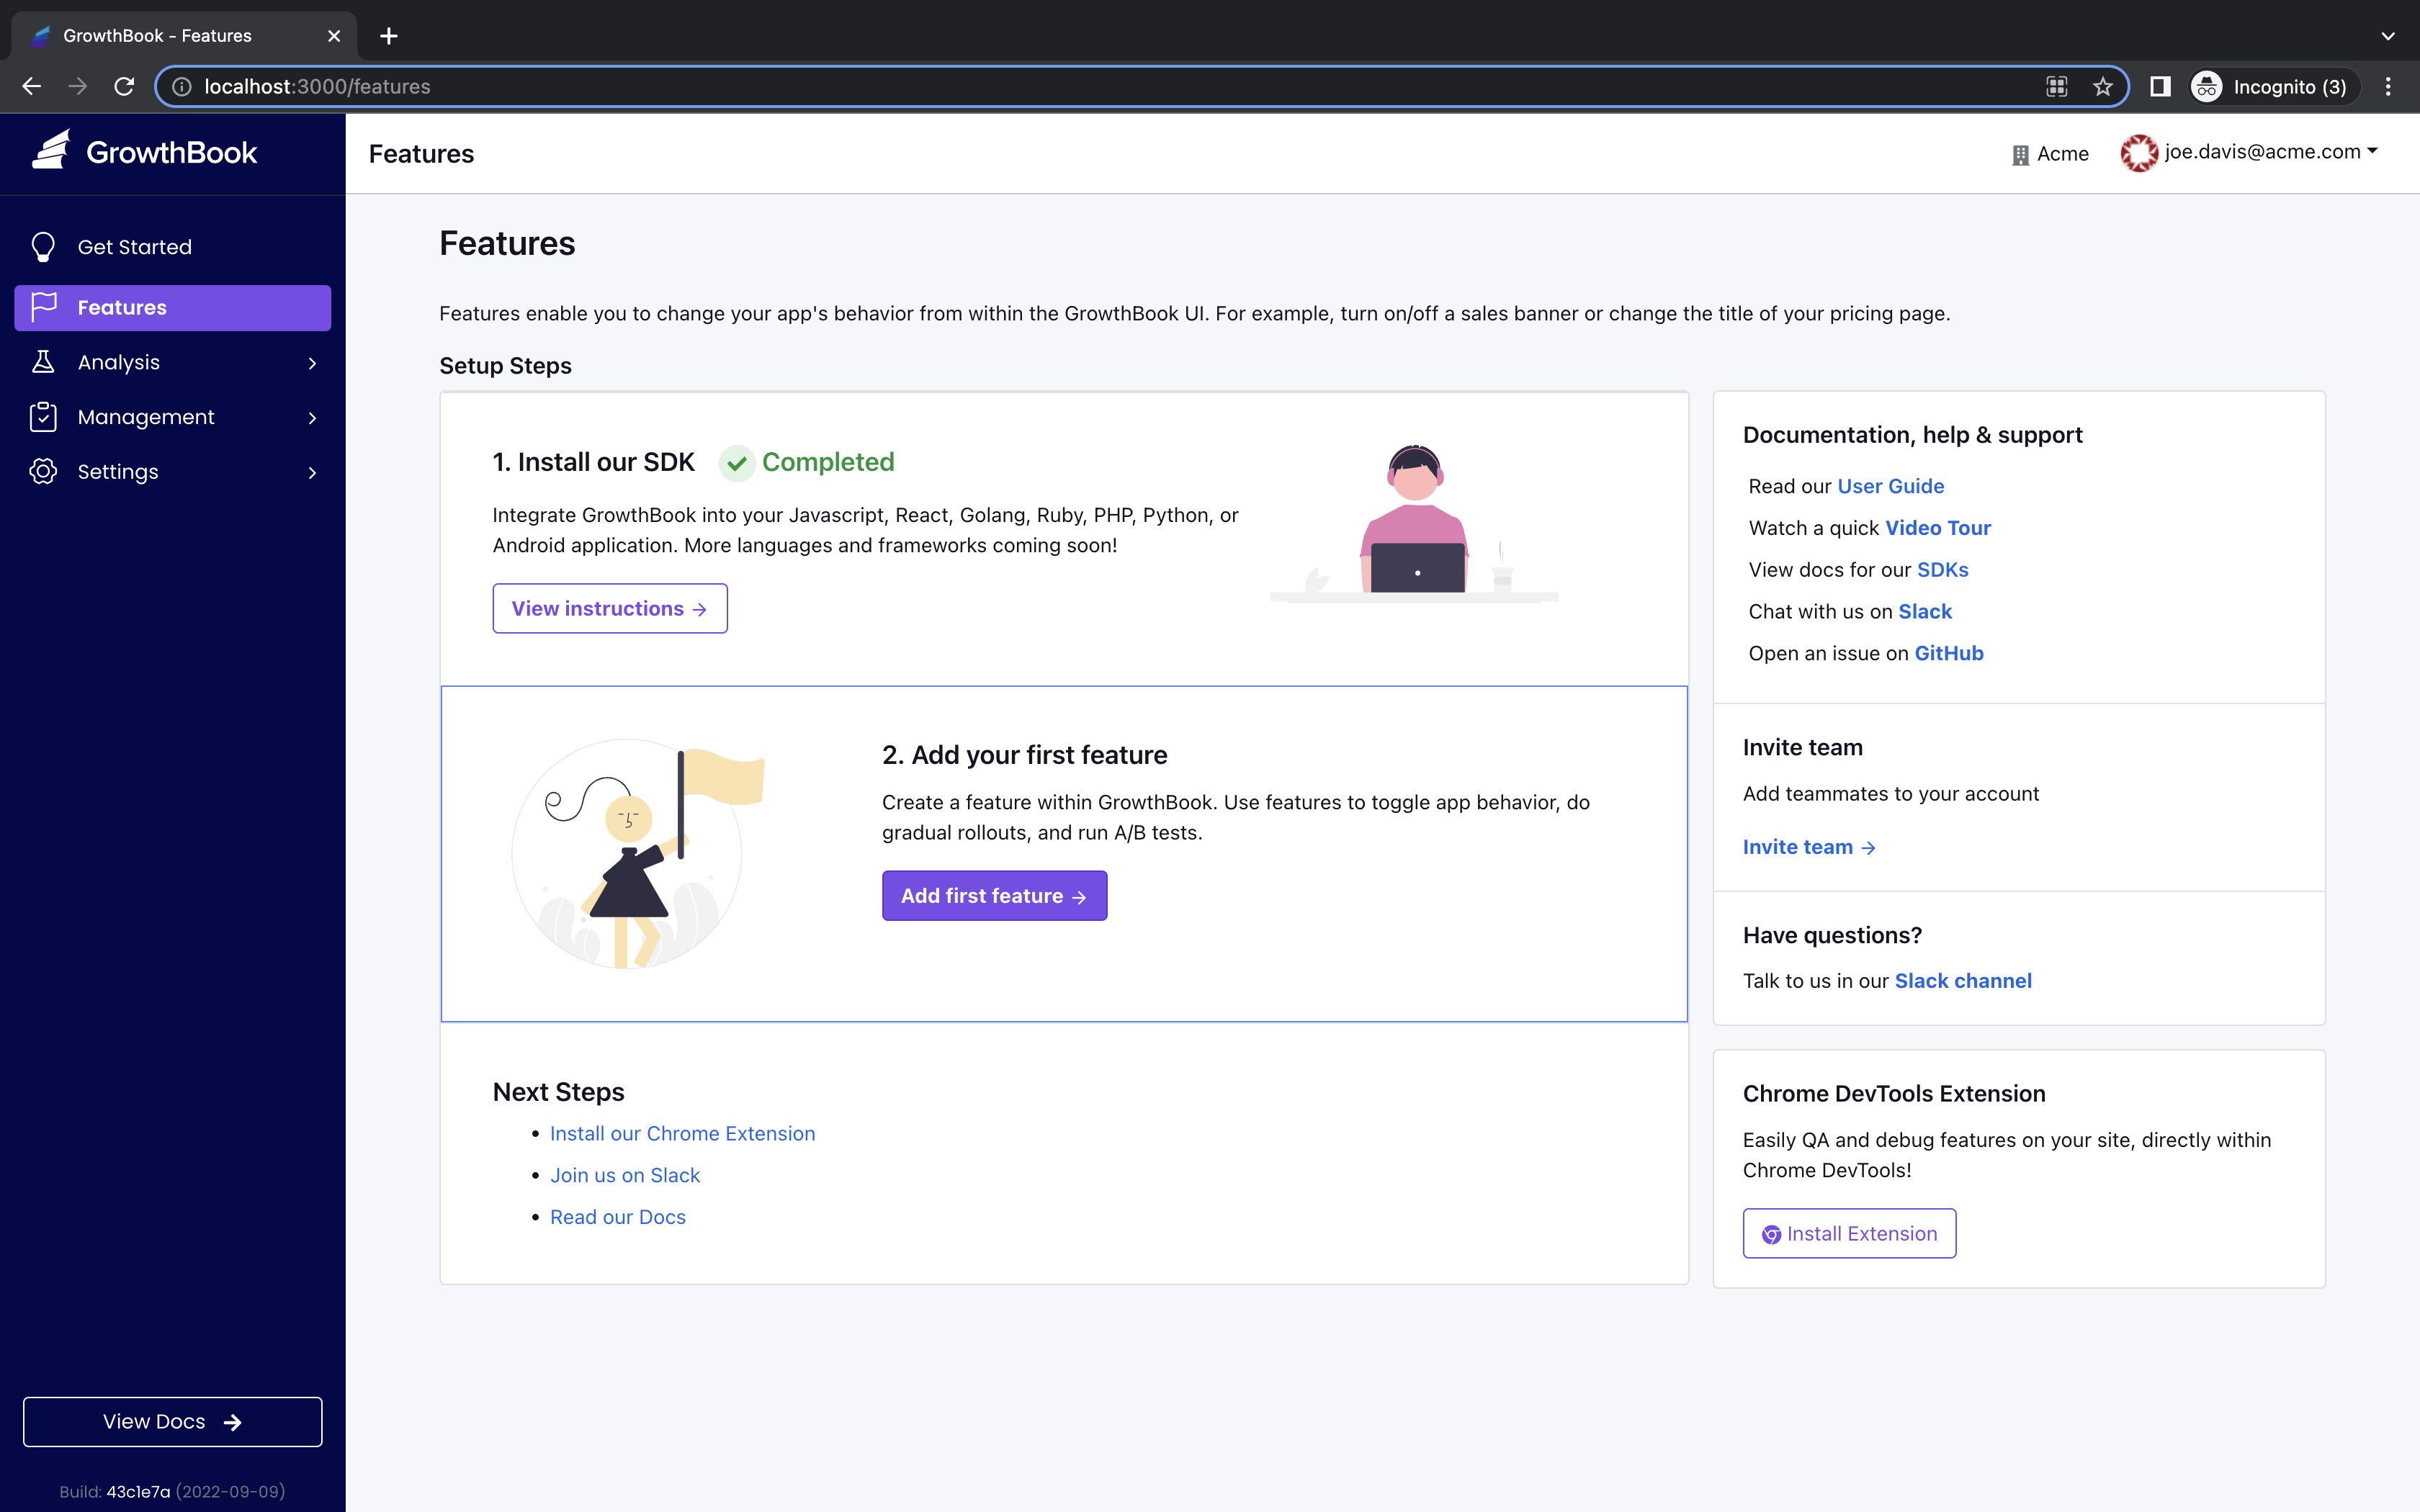 GrowthBook - Features
localhost:3000/features
Incognito (3)
GrowthBook
Features
Acme
joe.davis@acme.com
Get Started
Features
Analysis
Management
Settings
View Docs
Build: 43c1e7a (2022-09-09)
Features
Features enable you to change your app's behavior from within the GrowthBook UI. For example, turn on/off a sales banner or change the title of your pricing page.
Setup Steps
1. Install our SDK
Completed
Integrate GrowthBook into your Javascript, React, Golang, Ruby, PHP, Python, or
Android application. More languages and frameworks coming soon!
View instructions →
2. Add your first feature
Create a feature within GrowthBook. Use features to toggle app behavior, do
gradual rollouts, and run A/B tests.
Add first feature →
Next Steps
• Install our Chrome Extension
• Join us on Slack
• Read our Docs
Documentation, help & support
Read our User Guide
Watch a quick Video Tour
View docs for our SDKs
Chat with us on Slack
Open an issue on GitHub
Invite team
Add teammates to your account
Invite team →
Have questions?
Talk to us in our Slack channel
Chrome DevTools Extension
Easily QA and debug features on your site, directly within
Chrome DevTools!
Install Extension